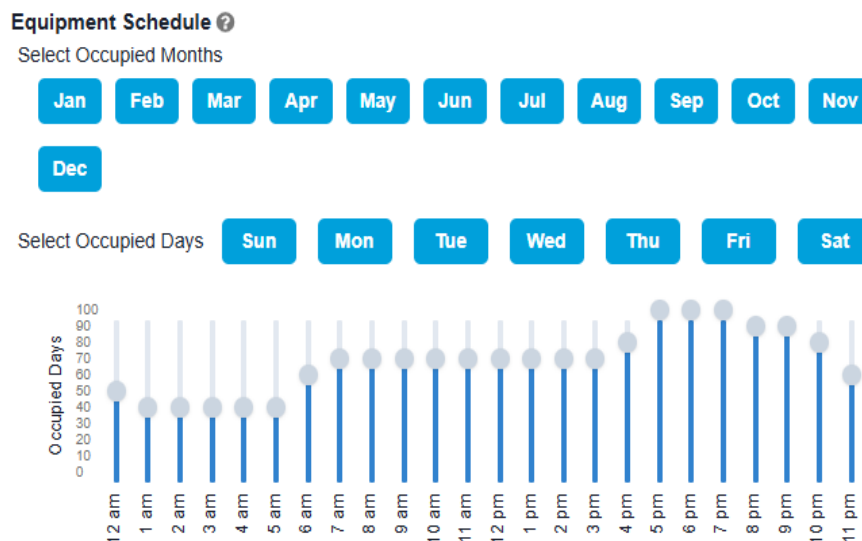 Equipment Schedule ?
Select Occupied Months
Jan Feb Mar Apr May Jun Jul Aug Sep Oct Nov
Dec
Select Occupied Days Sun Mon Tue Wed Thu Fri Sat
Occupied Days
100
90
80
70
60
50
40
30
20
10
0
12 am 1 am 2 am 3 am 4 am 5 am 6 am 7 am 8 am 9 am 10 am 11 am 12 pm 1 pm 2 pm 3 pm 4 pm 5 pm 6 pm 7 pm 8 pm 9 pm 10 pm 11 pm